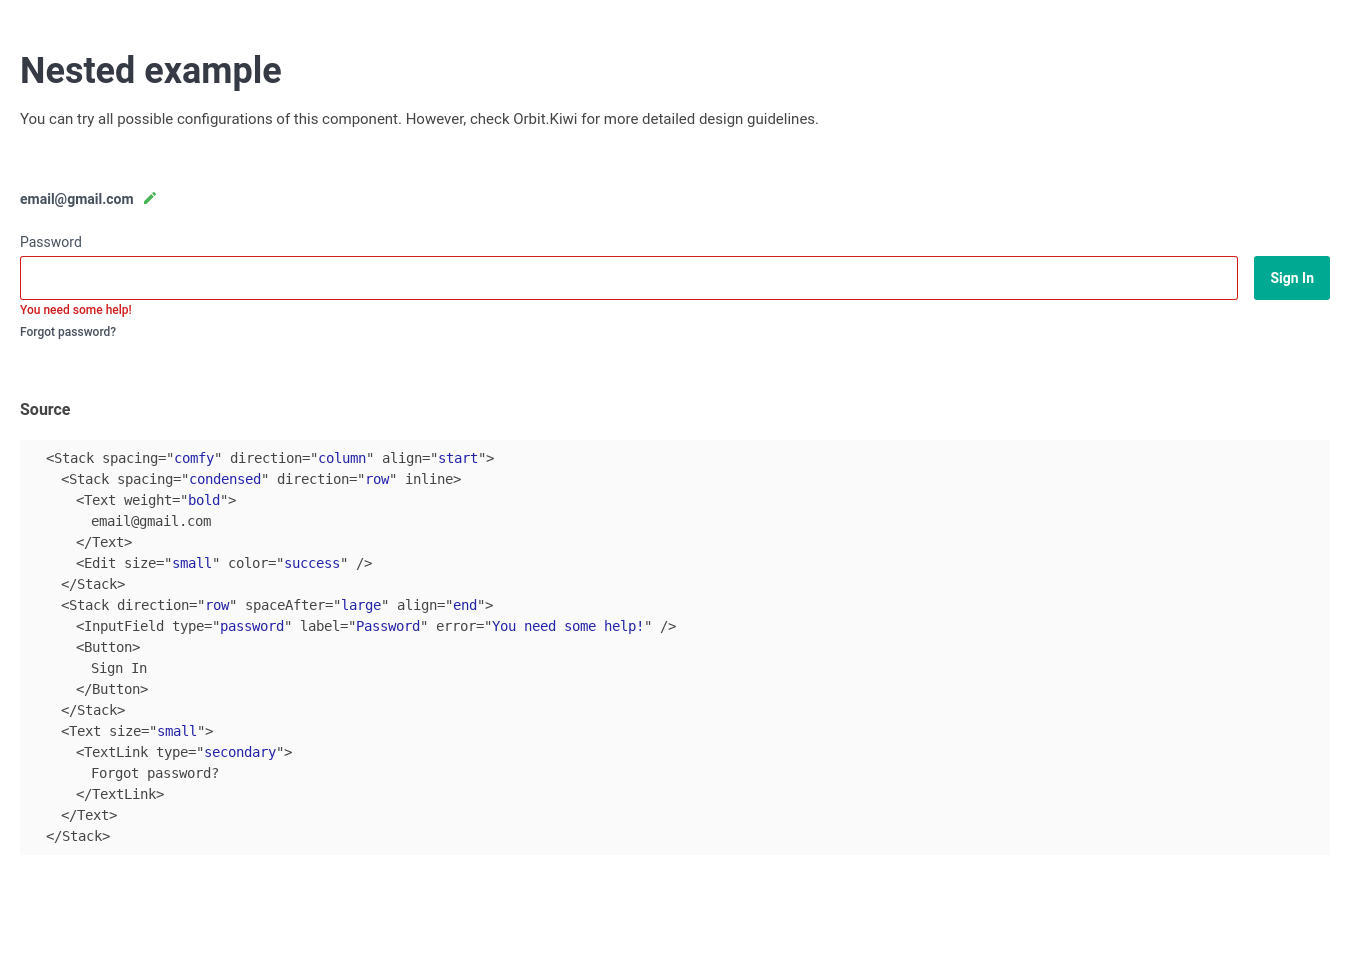 Nested example
You can try all possible configurations of this component. However, check Orbit.Kiwi for more detailed design guidelines.
email@gmail.com
Password
Sign In
You need some help!
Forgot password?
Source
<Stack spacing="comfy" direction="column" align="start">
<Stack spacing="condensed" direction="row" inline>
<Text weight="bold">
email@gmail.com
</Text>
<Edit size="small" color="success" />
</Stack>
<Stack direction="row" spaceAfter="large" align="end">
<InputField type="password" label="Password" error="You need some help!" />
<Button>
Sign In
</Button>
</Stack>
<Text size="small">
<TextLink type="secondary">
Forgot password?
</TextLink>
</Text>
</Stack>